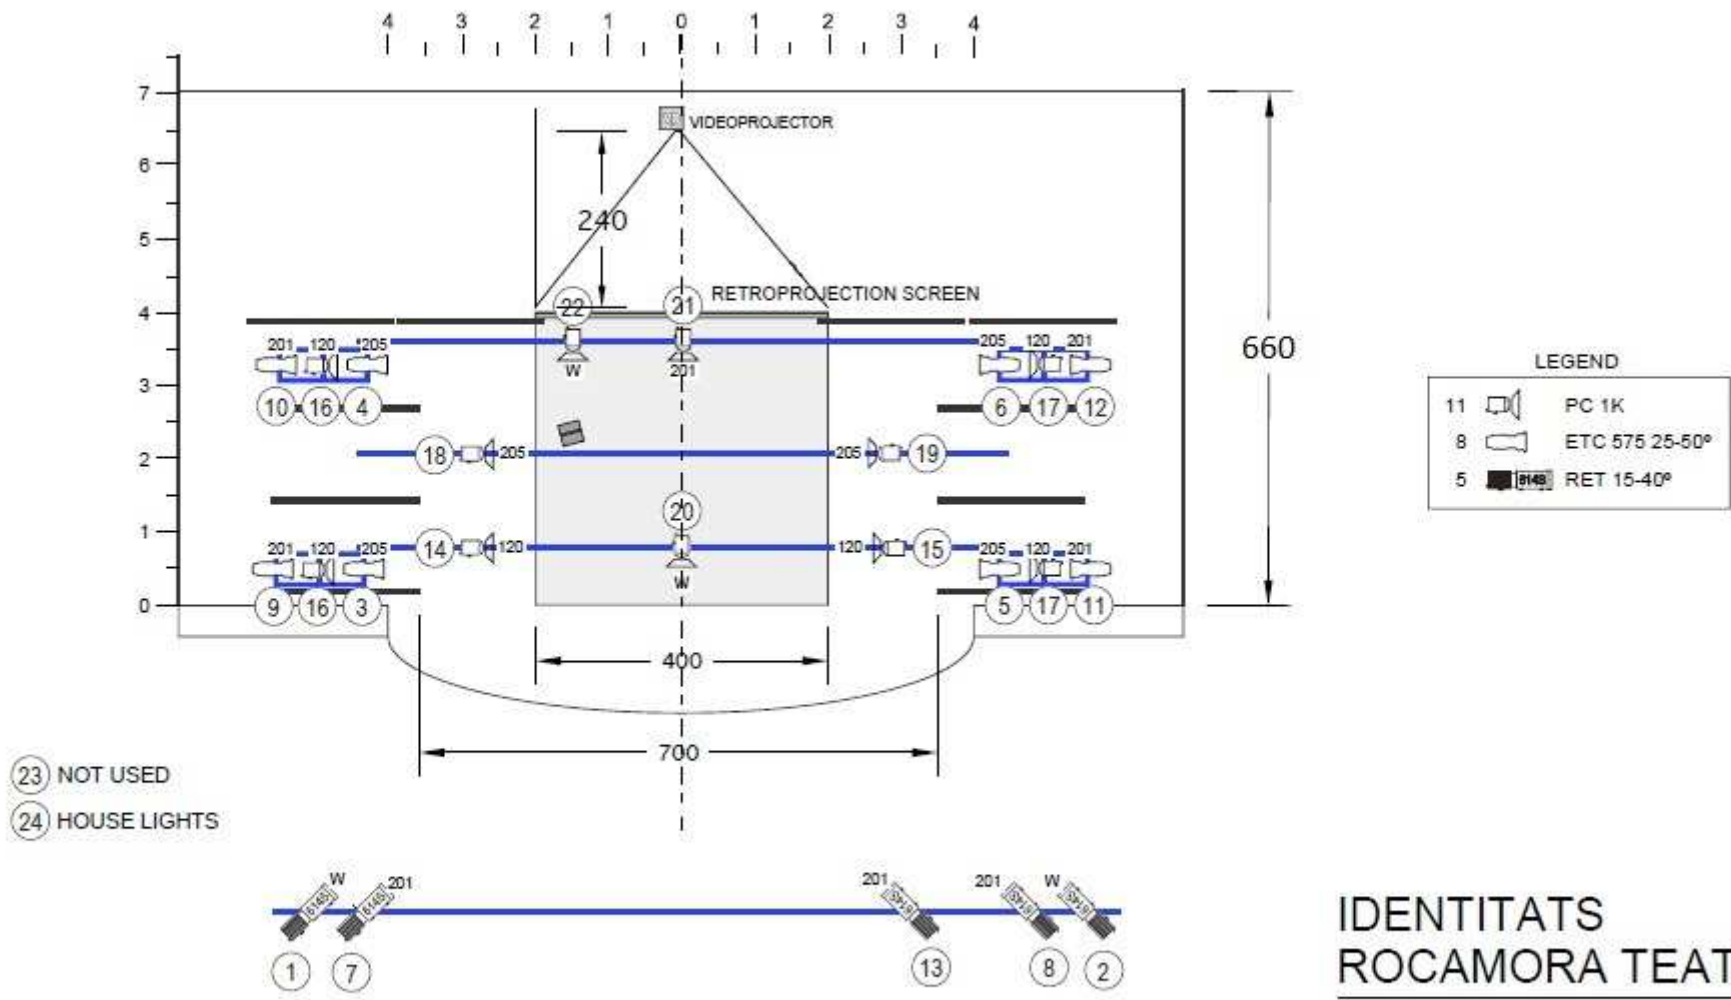 4 3 2 1 0 1 2 3 4
7
VIDEOPROJECTOR
6
240
5
RETROPROJECTION SCREEN
22 21
4
660
201 120 205
205 120 201
W 201
3
10 16 4
6 17 12
LEGEND
11 PC 1K
8 ETC 575 25-50º
5 RET 15-40º
2
18 205
205 19
20
1
14 120
120 15
201 120 205
205 120 201
W
0
9 16 3
5 17 11
400
700
23 NOT USED
24 HOUSE LIGHTS
W 201
201 201 W
1 7 13 8 2
IDENTITATS
ROCAMORA TEAT